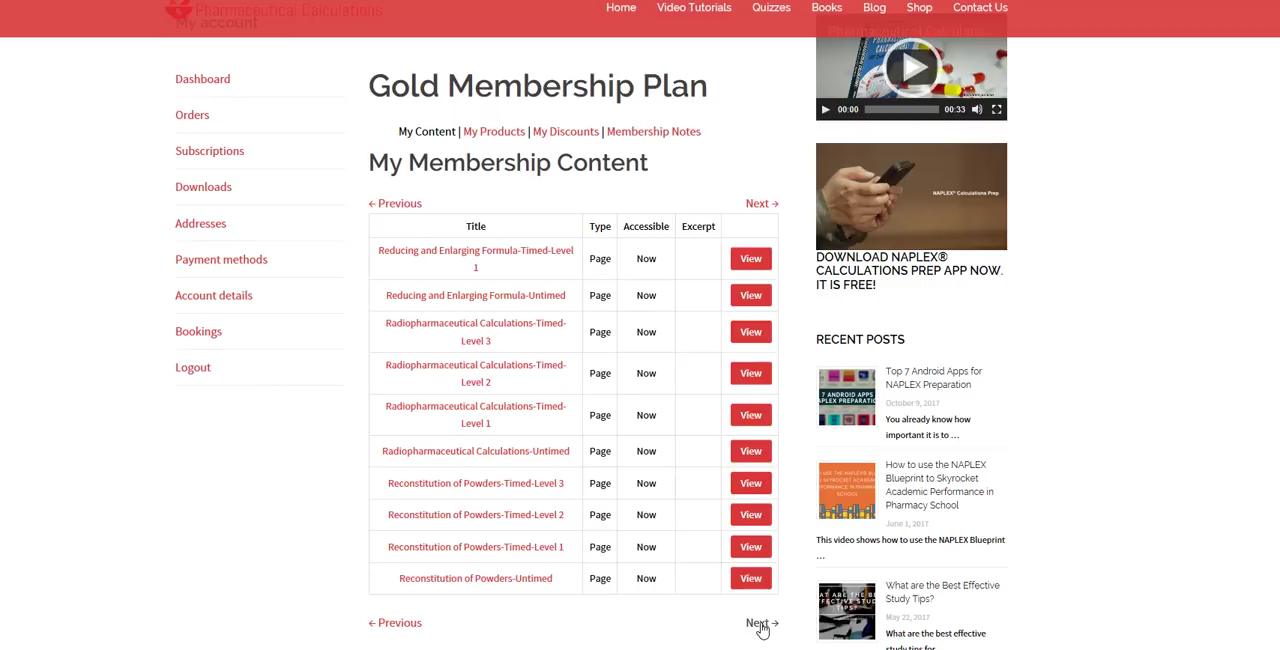 Pharmaceutical Calculations
My account
Home
Video Tutorials
Quizzes
Books
Blog
Shop
Contact Us
Dashboard
Orders
Subscriptions
Downloads
Addresses
Payment methods
Account details
Bookings
Logout
Gold Membership Plan
My Content | My Products | My Discounts | Membership Notes
My Membership Content
← Previous
Next →
Title Type Accessible Excerpt
Reducing and Enlarging Formula-Timed-Level
1
Page Now View
Reducing and Enlarging Formula-Untimed Page Now View
Radiopharmaceutical Calculations-Timed-
Level 3
Page Now View
Radiopharmaceutical Calculations-Timed-
Level 2
Page Now View
Radiopharmaceutical Calculations-Timed-
Level 1
Page Now View
Radiopharmaceutical Calculations-Untimed Page Now View
Reconstitution of Powders-Timed-Level 3 Page Now View
Reconstitution of Powders-Timed-Level 2 Page Now View
Reconstitution of Powders-Timed-Level 1 Page Now View
Reconstitution of Powders-Untimed Page Now View
← Previous
Next →
00:00
00:33
NAPLEX® Calculations Prep
DOWNLOAD NAPLEX®
CALCULATIONS PREP APP NOW.
IT IS FREE!
RECENT POSTS
Top 7 Android Apps for
NAPLEX Preparation
October 9, 2017
You already know how
important it is to ...
How to use the NAPLEX
Blueprint to Skyrocket
Academic Performance in
Pharmacy School
June 1, 2017
This video shows how to use the NAPLEX Blueprint
...
What are the Best Effective
Study Tips?
May 22, 2017
What are the best effective
study tips for